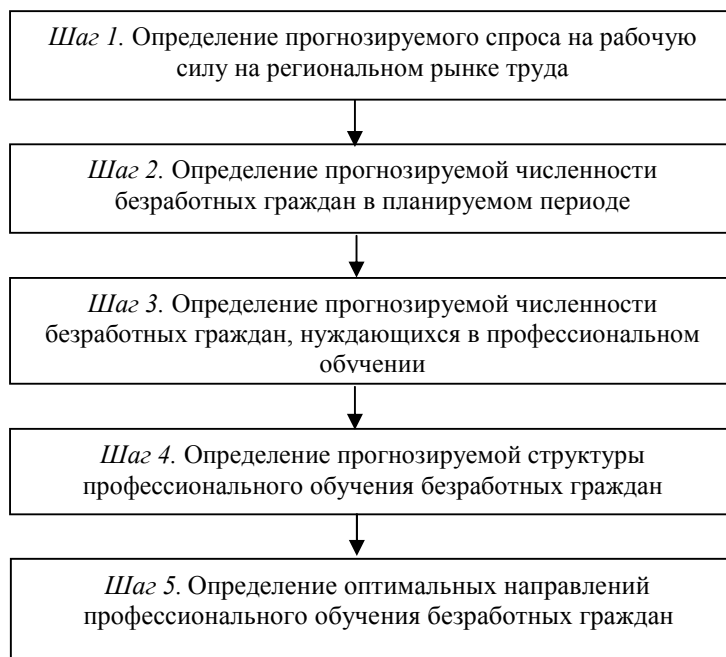 Шаг 1. Определение прогнозируемого спроса на рабочую
силу на региональном рынке труда
Шаг 2. Определение прогнозируемой численности
безработных граждан в планируемом периоде
Шаг 3. Определение прогнозируемой численности
безработных граждан, нуждающихся в профессиональном
обучении
Шаг 4. Определение прогнозируемой структуры
профессионального обучения безработных граждан
Шаг 5. Определение оптимальных направлений
профессионального обучения безработных граждан